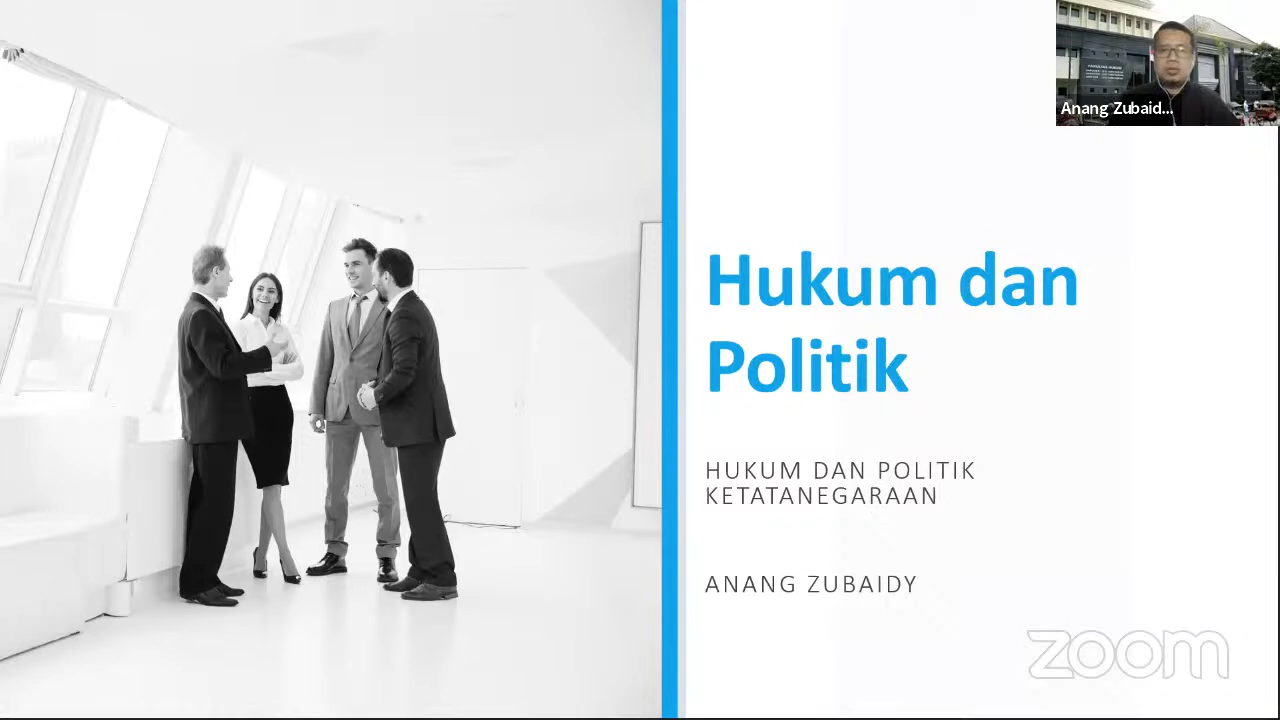 Anang Zubaid...
Hukum dan
Politik
HUKUM DAN POLITIK
KETATANEGARAAN
ANANG ZUBAIDY
zoom